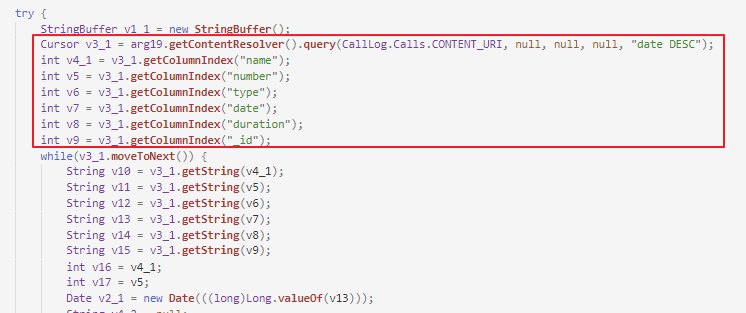 try {
StringBuffer v1_1 = new StringBuffer();
Cursor v3_1 = arg19.getContentResolver().query(CallLog.Calls.CONTENT_URI, null, null, null, "date DESC");
int v4_1 = v3_1.getColumnIndex("name");
int v5 = v3_1.getColumnIndex("number");
int v6 = v3_1.getColumnIndex("type");
int v7 = v3_1.getColumnIndex("date");
int v8 = v3_1.getColumnIndex("duration");
int v9 = v3_1.getColumnIndex("_id");
while(v3_1.moveToNext()) {
String v10 = v3_1.getString(v4_1);
String v11 = v3_1.getString(v5);
String v12 = v3_1.getString(v6);
String v13 = v3_1.getString(v7);
String v14 = v3_1.getString(v8);
String v15 = v3_1.getString(v9);
int v16 = v4_1;
int v17 = v5;
Date v2_1 = new Date(((long)Long.valueOf(v13)));
String v4_2 = null;